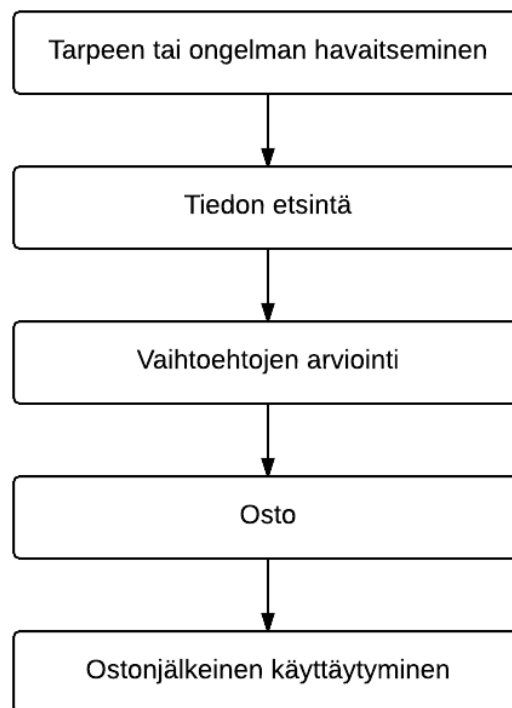 Tarpeen tai ongelman havaitseminen
Tiedon etsintä
Vaihtoehtojen arviointi
Osto
Ostonjälkeinen käyttäytyminen